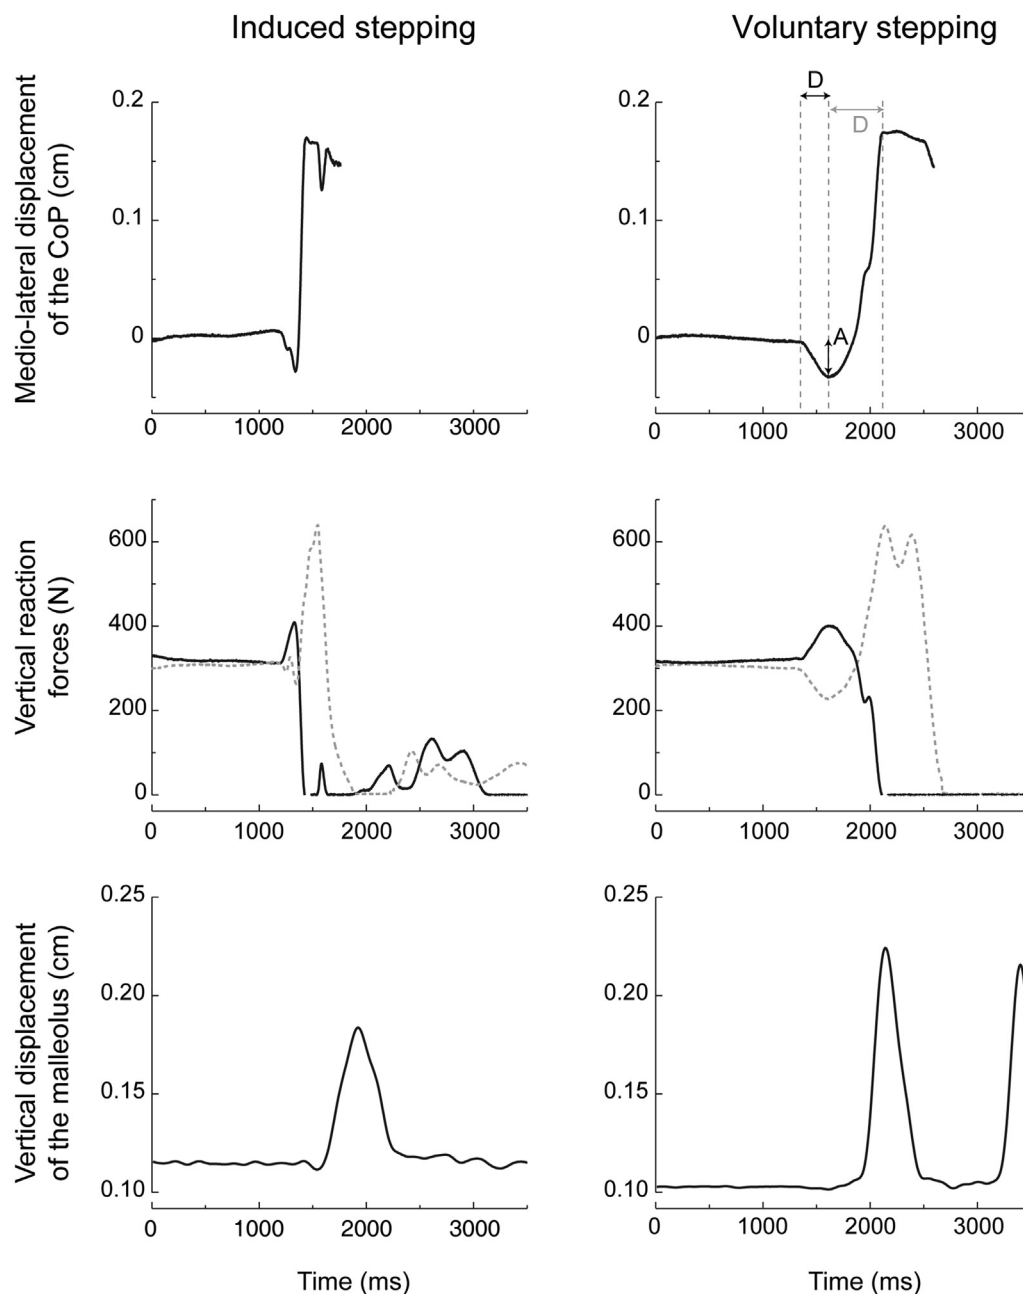 Induced stepping
Voluntary stepping
Medio-lateral displacement
of the CoP (cm)
0.2
0.1
0
0 1000 2000 3000
D
D
A
0.2
0.1
0
0 1000 2000 3000
Vertical reaction
forces (N)
600
400
200
0
0 1000 2000 3000
600
400
200
0
0 1000 2000 3000
Vertical displacement
of the malleolus (cm)
0.25
0.20
0.15
0.10
0 1000 2000 3000
Time (ms)
0.25
0.20
0.15
0.10
0 1000 2000 3000
Time (ms)